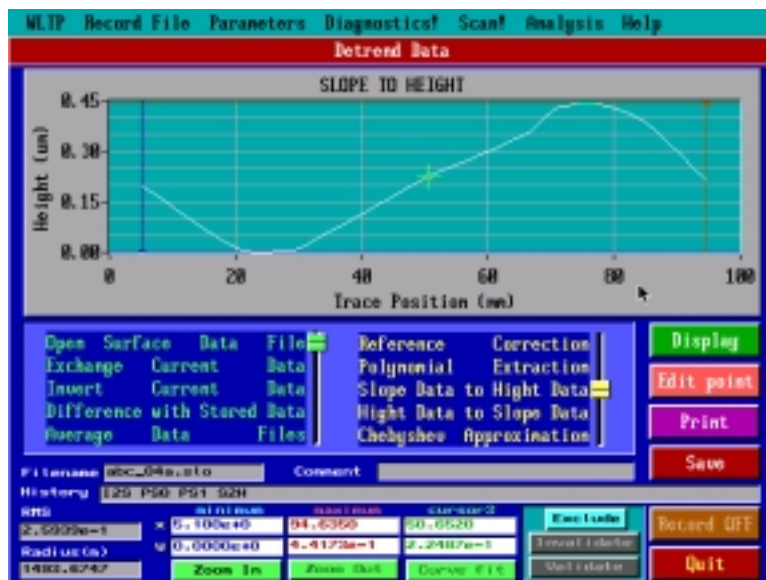 WLTP Record File Parameters Diagnostics! Scan! Analysis Help
Detrend Data
SLOPE TO HEIGHT
Height (um)
0.45
0.30
0.15
0.00
0 20 40 60 80 100
Trace Position (mm)
Open Surface Data File
Exchange Current Data
Invert Current Data
Difference with Stored Data
Average Data Files
Reference Correction
Polynomial Extraction
Slope Data to Hight Data
Hight Data to Slope Data
Chebyshev Approximation
Display
Edit point
Print
Save
Filename abc_04a.slo Comment
History I2S PS0 PS1 S2H
RMS minimum maximum cursor3
x 5.100e+0 94.6350 50.6520
y 0.0000e+0 4.4173e-1 2.2487e-1
Radius(m)
1493.6747
Zoom In Zoom Out Curve Fit
Exclude
Invalidate
Validate
Record OFF
Quit